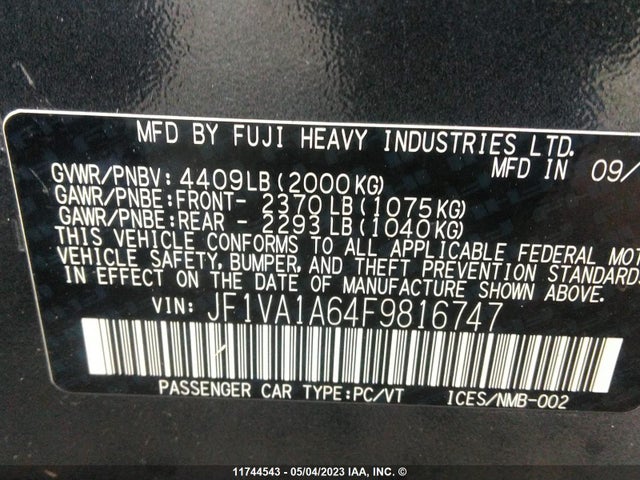 MFD BY FUJI HEAVY INDUSTRIES LTD.
MFD IN 09/
GVWR/PNBV: 4409LB(2000KG)
GAWR/PNBE:FRONT- 2370LB(1075KG)
GAWR/PNBE:REAR - 2293LB(1040KG)
THIS VEHICLE CONFORMS TO ALL APPLICABLE FEDERAL MOT
VEHICLE SAFETY, BUMPER, AND THEFT PREVENTION STANDARDS
IN EFFECT ON THE DATE OF MANUFACTURE SHOWN ABOVE.
VIN: JF1VA1A64F9816747
PASSENGER CAR TYPE:PC/VT ICES/NMB-002
11744543 - 05/04/2023 © IAA, INC. ©